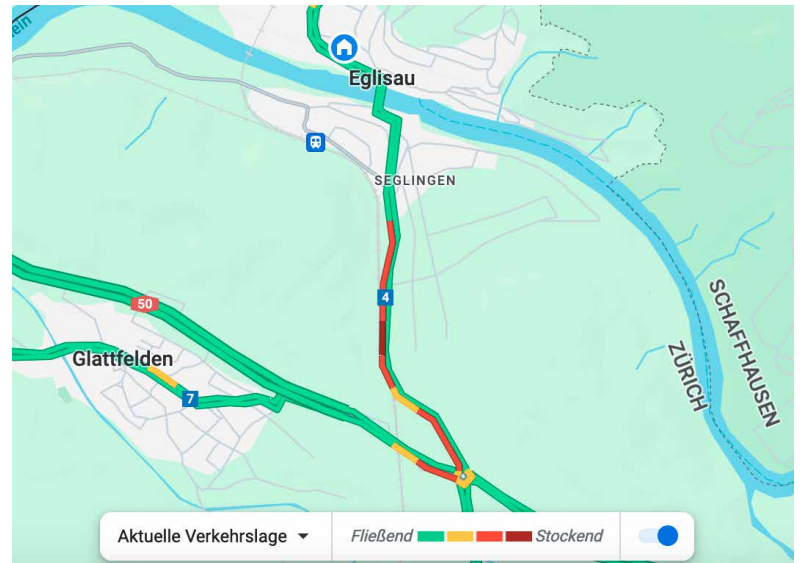 Eglisau
SEGLINGEN
4
50
Glattfelden
7
SCHAFFHAUSEN
ZÜRICH
Aktuelle Verkehrslage
Fließend
Stockend